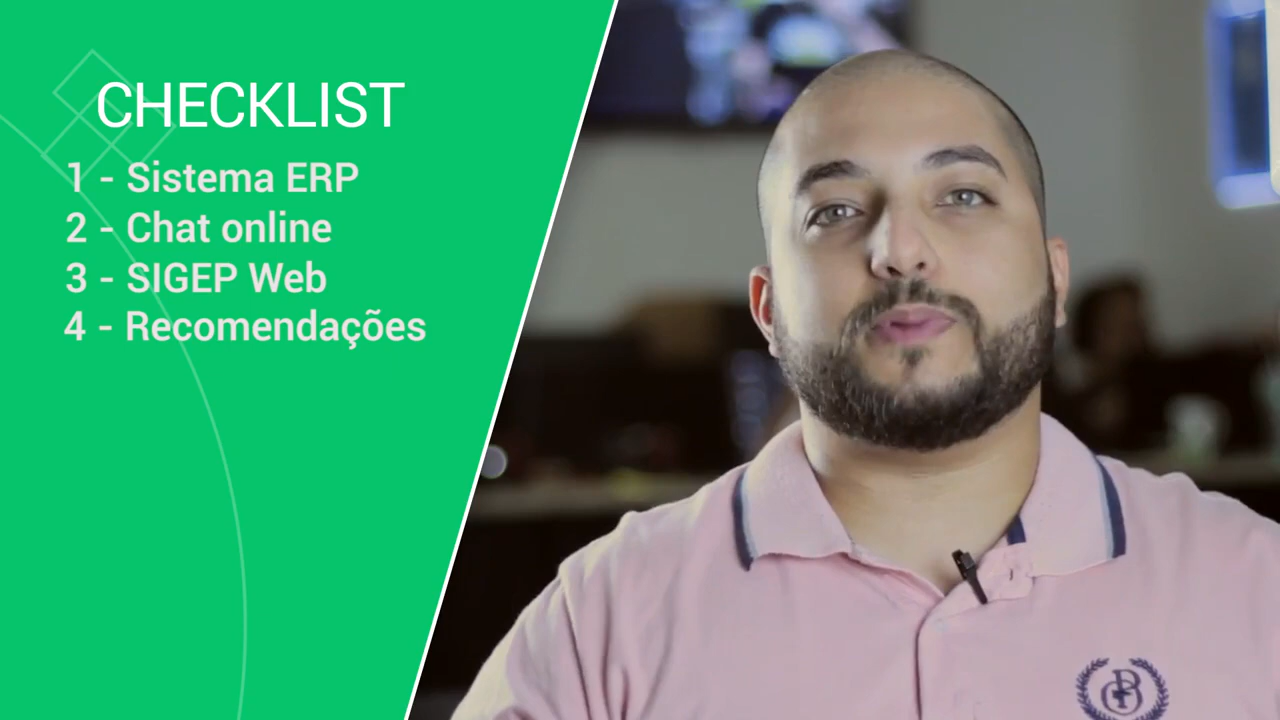 CHECKLIST
1 - Sistema ERP
2 - Chat online
3 - SIGEP Web
4 - Recomendações